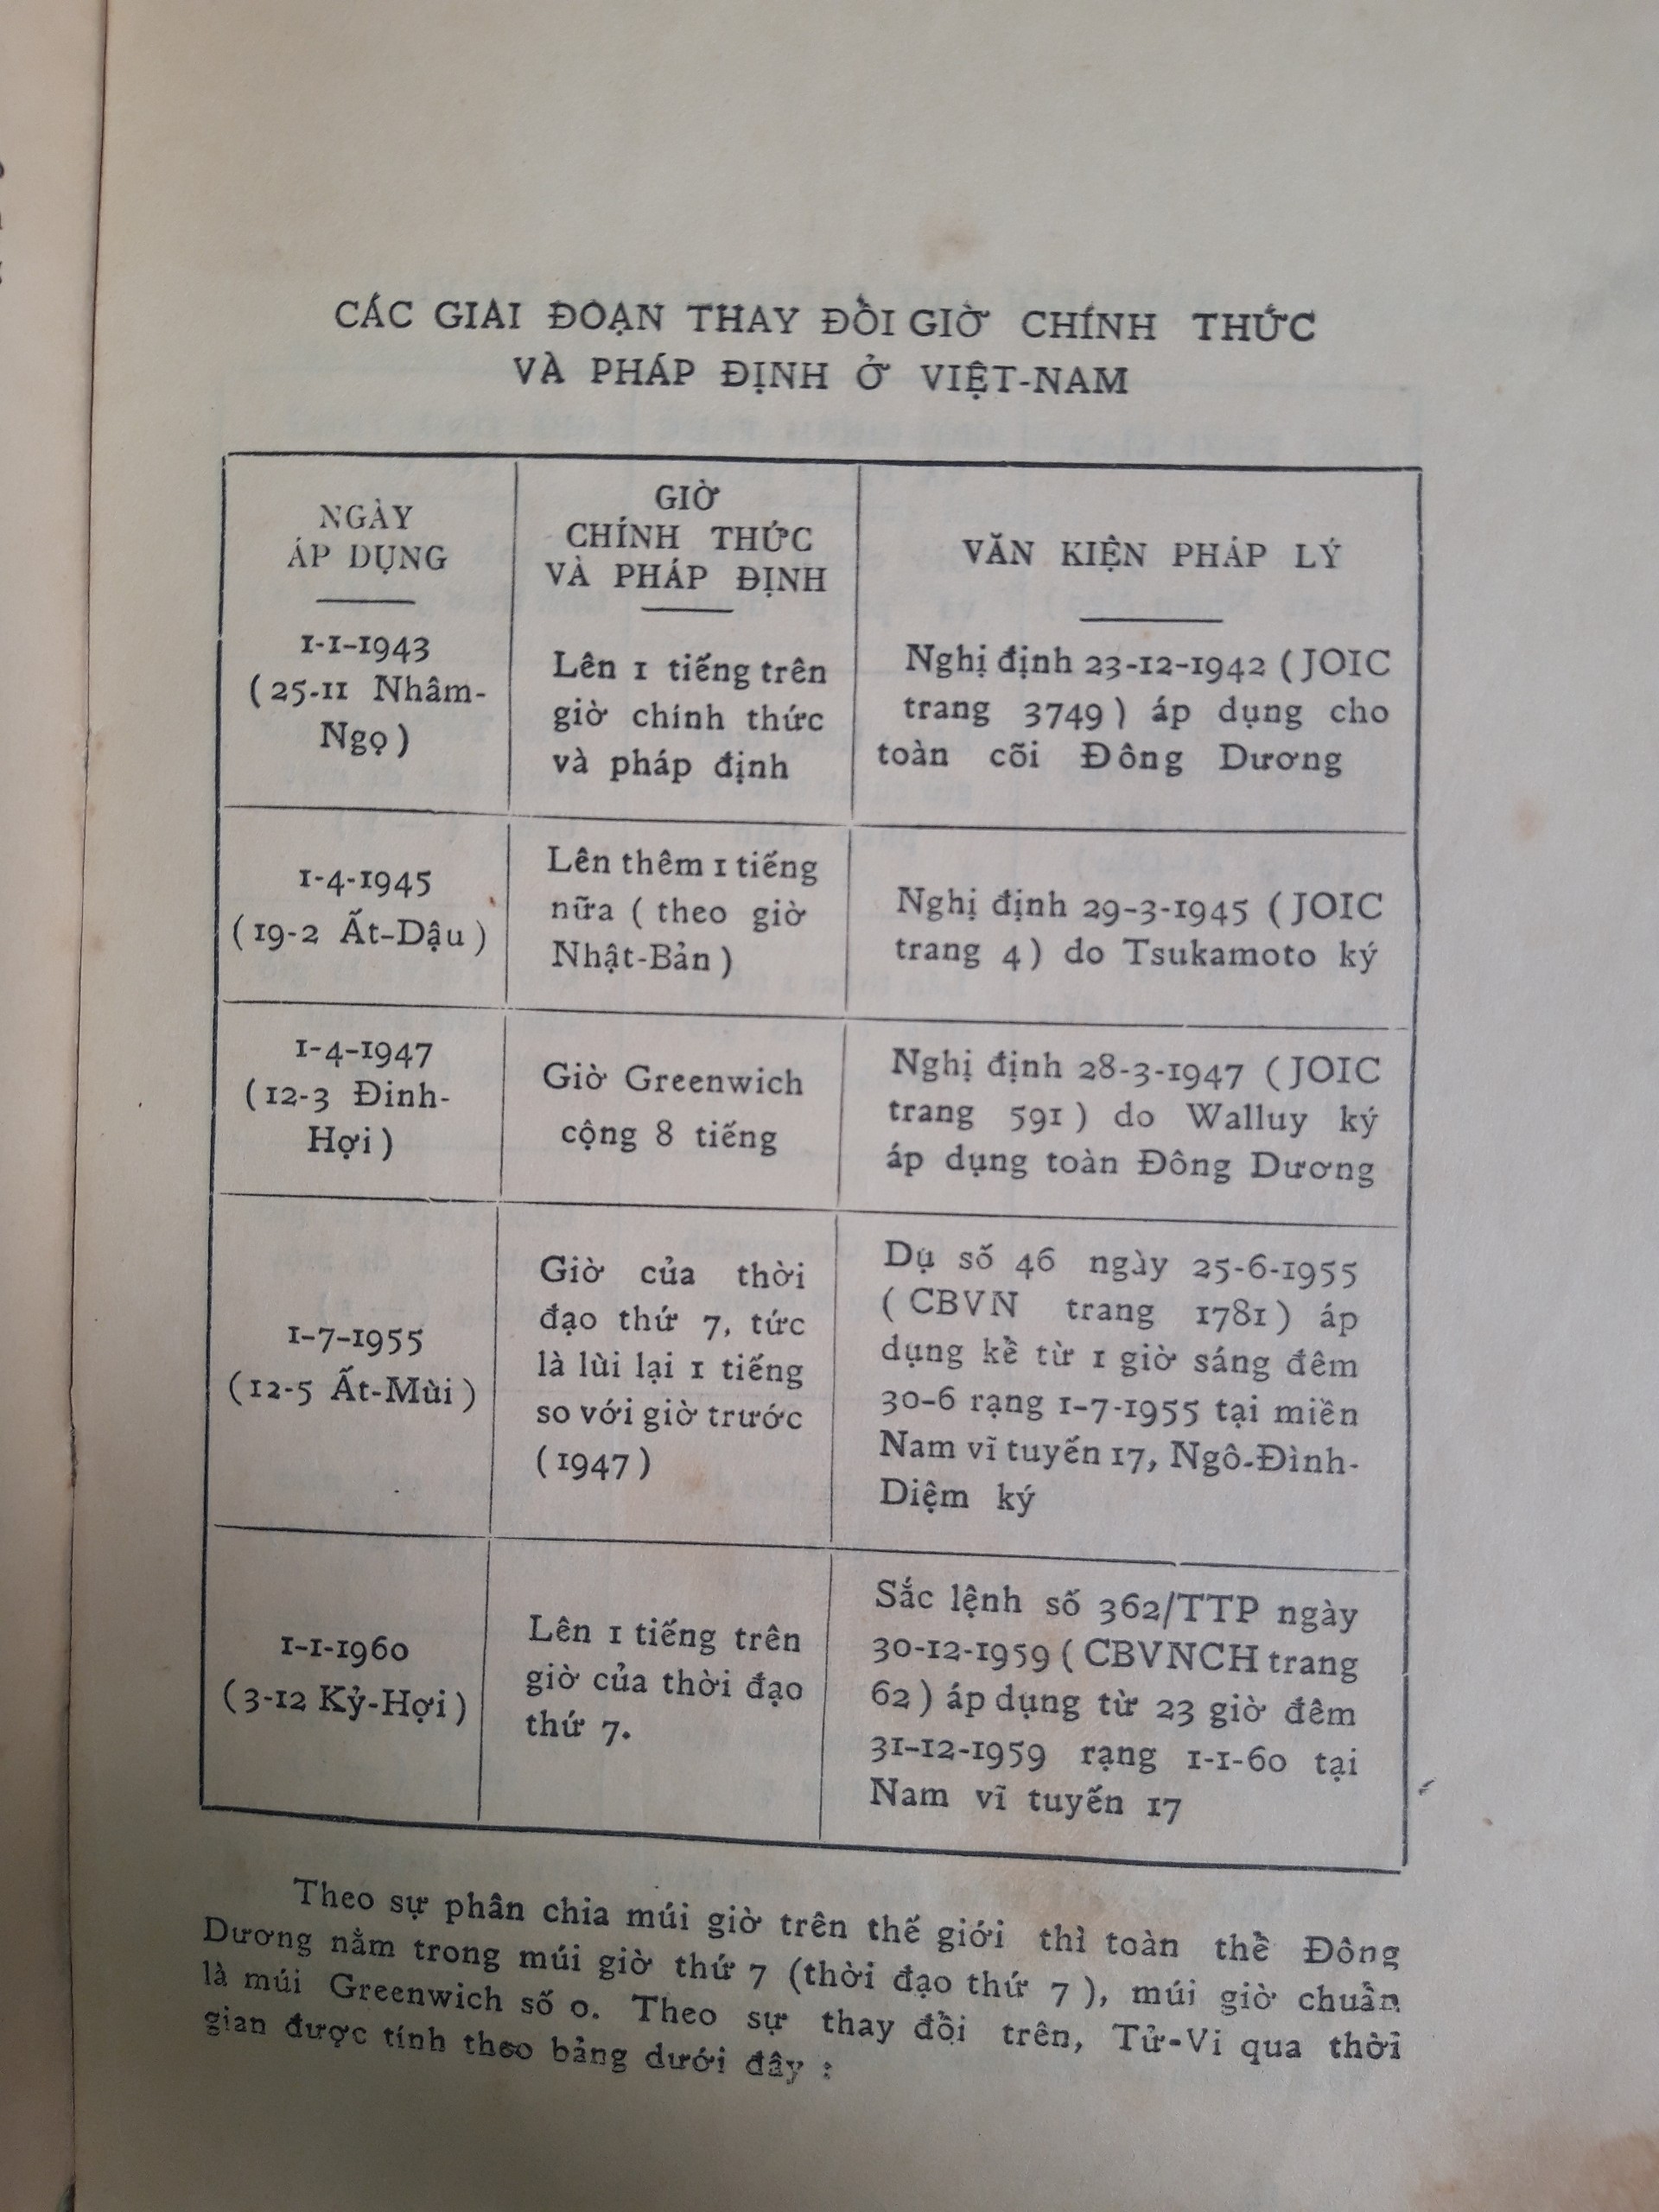 CÁC GIAI ĐOẠN THAY ĐỔI GIỜ CHÍNH THỨC
VÀ PHÁP ĐỊNH Ở VIỆT-NAM
NGÀY
ÁP DỤNG
GIỜ
CHÍNH THỨC
VÀ PHÁP ĐỊNH
VĂN KIỆN PHÁP LÝ
1-1-1943
(25-11 Nhâm-
Ngọ)
Lên 1 tiếng trên
giờ chính thức
và pháp định
Nghị định 23-12-1942 (JOIC
trang 3749) áp dụng cho
toàn cõi Đông Dương
1-4-1945
(19-2 Ất-Dậu)
Lên thêm 1 tiếng
nữa (theo giờ
Nhật-Bản)
Nghị định 29-3-1945 (JOIC
trang 4) do Tsukamoto ký
1-4-1947
(12-3 Đinh-
Hợi)
Giờ Greenwich
cộng 8 tiếng
Nghị định 28-3-1947 (JOIC
trang 591) do Walluy ký
áp dụng toàn Đông Dương
1-7-1955
(12-5 Ất-Mùi)
Giờ của thời
đạo thứ 7, tức
là lùi lại 1 tiếng
so với giờ trước
(1947)
Dụ số 46 ngày 25-6-1955
(CBVN trang 1781) áp
dụng kể từ 1 giờ sáng đêm
30-6 rạng 1-7-1955 tại miền
Nam vĩ tuyến 17, Ngô-Đình-
Diệm ký
1-1-1960
(3-12 Kỷ-Hợi)
Lên 1 tiếng trên
giờ của thời đạo
thứ 7.
Sắc lệnh số 362/TTP ngày
30-12-1959 (CBVNCH trang
62) áp dụng từ 23 giờ đêm
31-12-1959 rạng 1-1-60 tại
Nam vĩ tuyến 17
Theo sự phân chia múi giờ trên thế giới thì toàn thể Đông
Dương nằm trong múi giờ thứ 7 (thời đạo thứ 7), múi giờ chuẩn
là múi Greenwich số 0. Theo sự thay đổi trên, Tử-Vi qua thời
gian được tính theo bảng dưới đây :